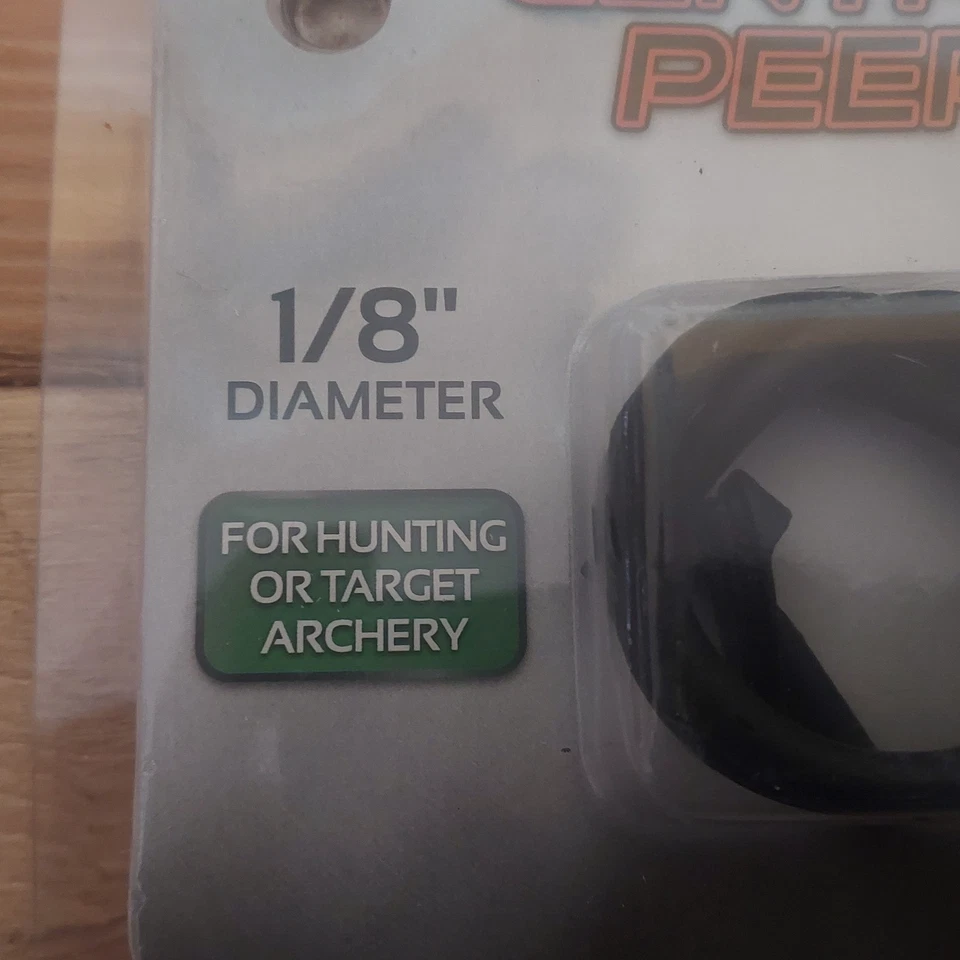 PEEP
1/8"
DIAMETER
FOR HUNTING
OR TARGET
ARCHERY